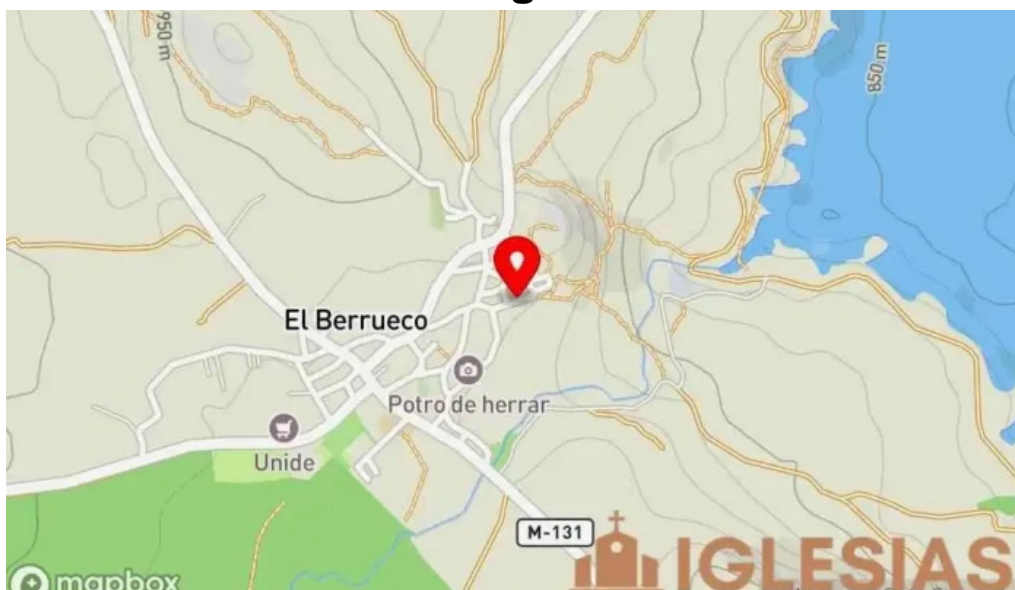 950 m
850 m
El Berrueco
Potro de herrar
Unide
M-131
IGLESIAS
mapbox